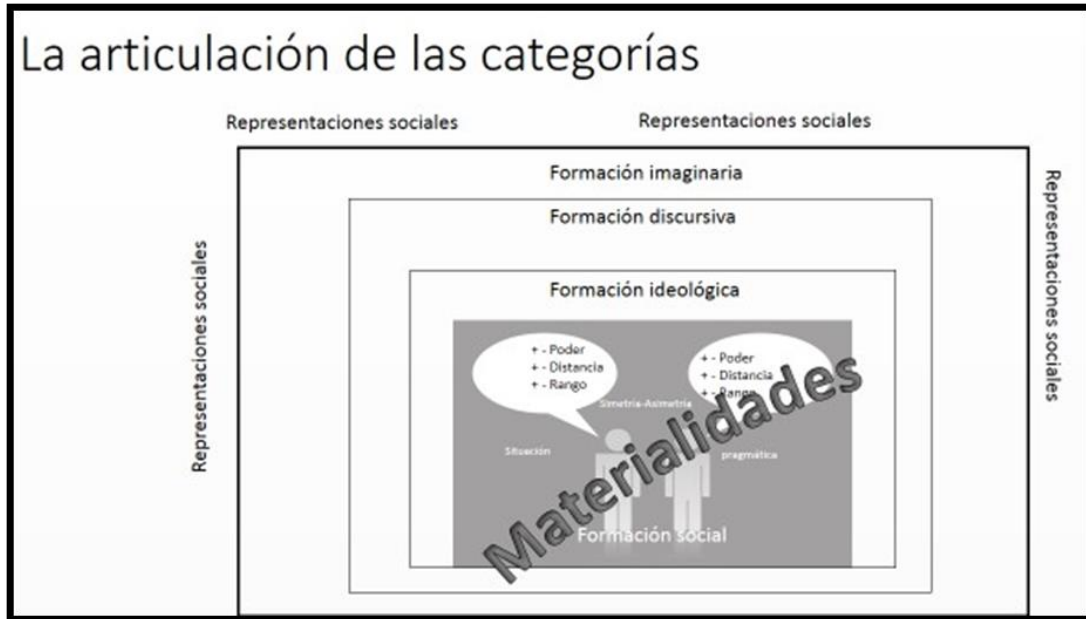 La articulación de las categorías
Representaciones sociales
Representaciones sociales
Representaciones sociales
Representaciones sociales
Formación imaginaria
Formación discursiva
Formación ideológica
+ - Poder
+ - Distancia
+ - Rango
+ - Poder
+ - Distancia
+ - Rango
Simetría-Asimetría
Situación
pragmática
Materialidades
Formación social